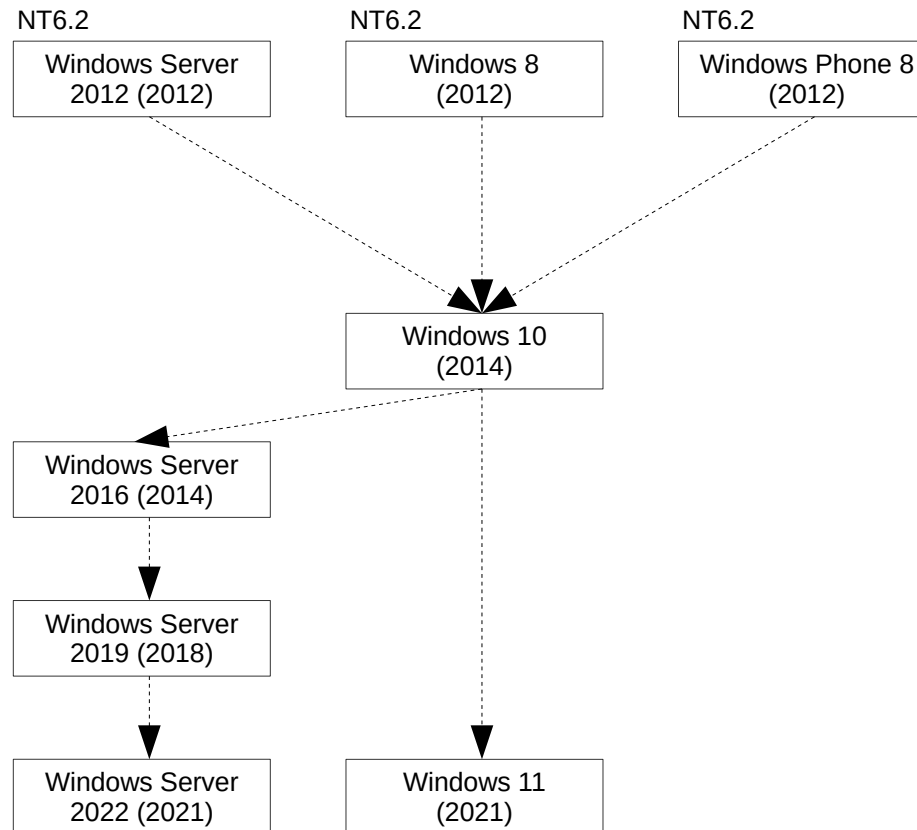 NT6.2
NT6.2
NT6.2
Windows Server
2012 (2012)
Windows 8
(2012)
Windows Phone 8
(2012)
Windows 10
(2014)
Windows Server
2016 (2014)
Windows Server
2019 (2018)
Windows Server
2022 (2021)
Windows 11
(2021)